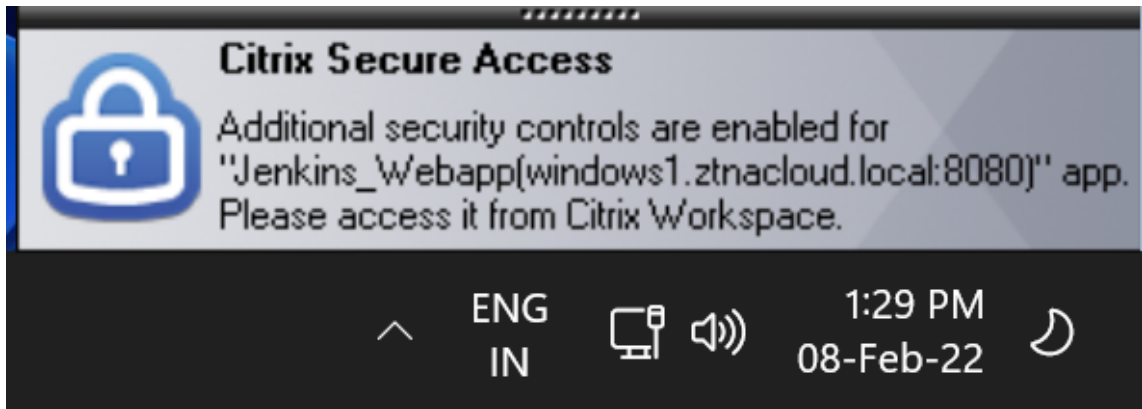 Citrix Secure Access
Additional security controls are enabled for
"Jenkins_Webapp(windows1.ztnacloud.local:8080)" app.
Please access it from Citrix Workspace.
ENG
IN
1:29 PM
08-Feb-22